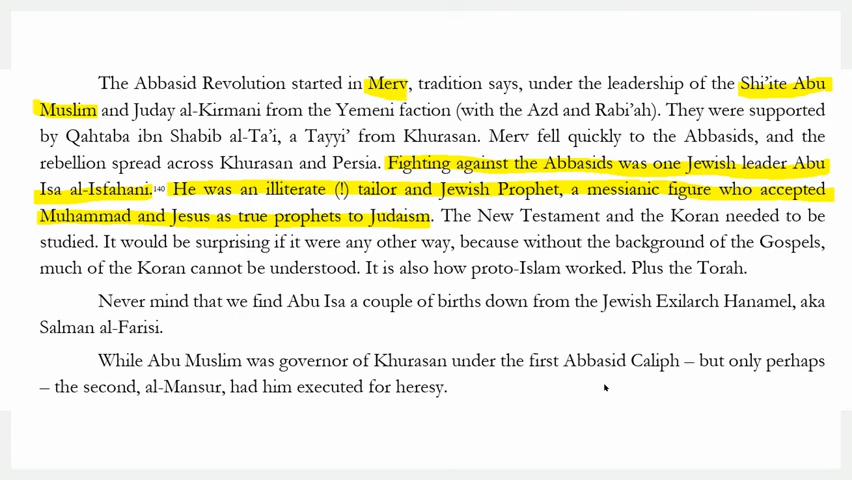 The Abbasid Revolution started in Merv, tradition says, under the leadership of the Shi’ite Abu
Muslim and Juday al-Kirmani from the Yemeni faction (with the Azd and Rabi’ah). They were supported
by Qahtaba ibn Shabib al-Ta’i, a Tayyi’ from Khurasan. Merv fell quickly to the Abbasids, and the
rebellion spread across Khurasan and Persia. Fighting against the Abbasids was one Jewish leader Abu
Isa al-Isfahani.140 He was an illiterate (!) tailor and Jewish Prophet, a messianic figure who accepted
Muhammad and Jesus as true prophets to Judaism. The New Testament and the Koran needed to be
studied. It would be surprising if it were any other way, because without the background of the Gospels,
much of the Koran cannot be understood. It is also how proto-Islam worked. Plus the Torah.
Never mind that we find Abu Isa a couple of births down from the Jewish Exilarch Hanamel, aka
Salman al-Farisi.
While Abu Muslim was governor of Khurasan under the first Abbasid Caliph – but only perhaps
– the second, al-Mansur, had him executed for heresy.